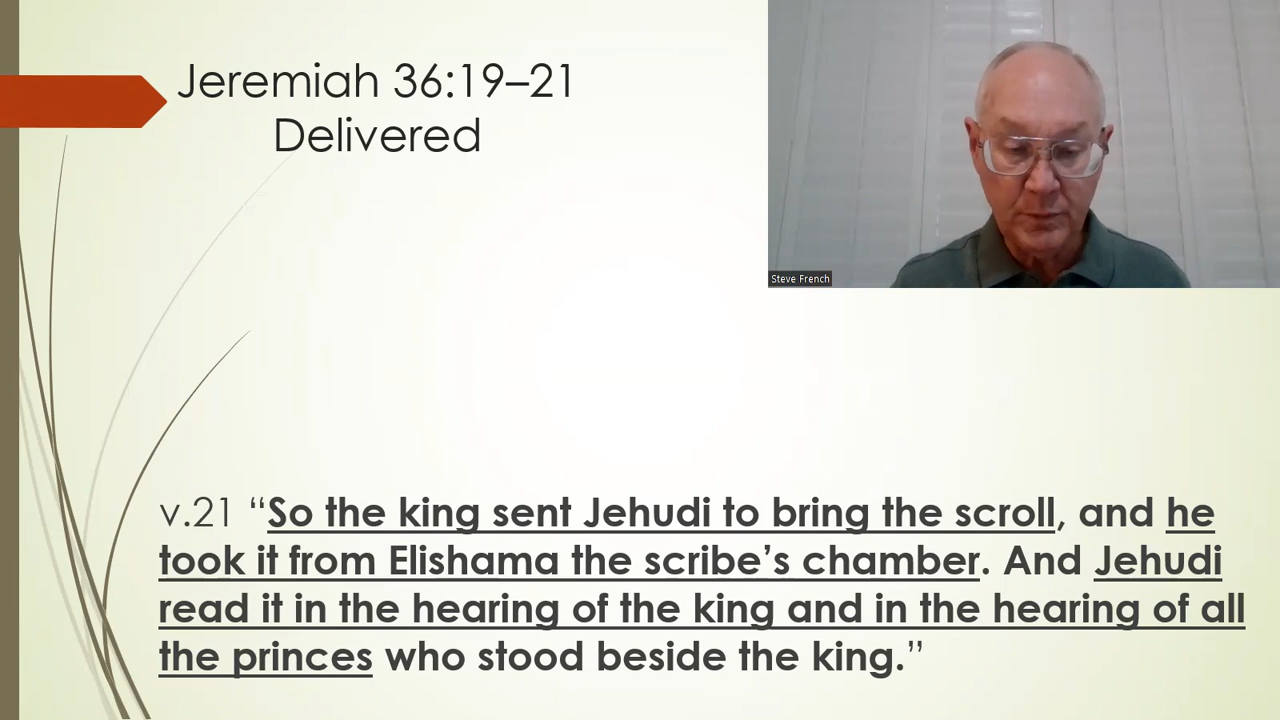 Jeremiah 36:19–21
Delivered
Steve French
v.21 “So the king sent Jehudi to bring the scroll, and he
took it from Elishama the scribe’s chamber. And Jehudi
read it in the hearing of the king and in the hearing of all
the princes who stood beside the king.”